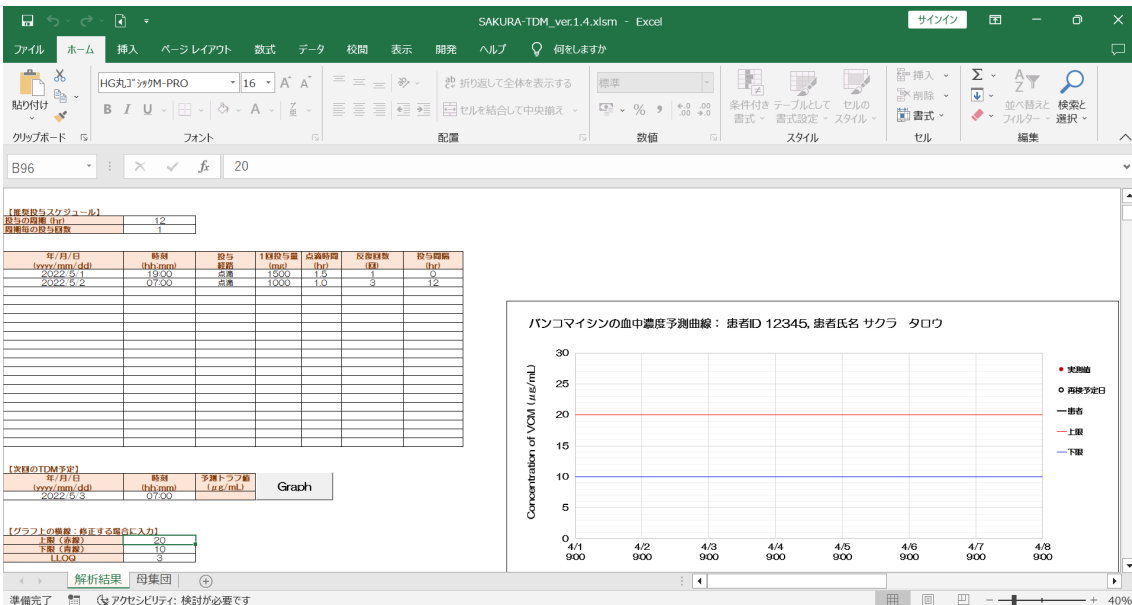 SAKURA-TDM_ver.1.4.xlsm - Excel
サインイン
ファイル ホーム 挿入 ページ レイアウト 数式 データ 校閲 表示 開発 ヘルプ 何をしますか
貼り付け
HG丸ｺﾞｼｯｸM-PRO 16
折り返して全体を表示する
セルを結合して中央揃え
標準
条件付き書式
テーブルとして書式設定
セルのスタイル
挿入
削除
書式
並べ替えとフィルター
検索と選択
クリップボード フォント 配置 数値 スタイル セル 編集
B96 fx 20
【推奨投与スケジュール】
投与の周期 (hr) 12
周期毎の投与回数 1
年/月/日 (yyyy/mm/dd) 時刻 (hh:mm) 投与経路 1回投与量 (mg) 点滴時間 (hr) 反復回数 (回) 投与間隔 (hr)
2022/5/1 19:00 点滴 1500 1.5 1 0
2022/5/2 07:00 点滴 1000 1.0 3 12
バンコマイシンの血中濃度予測曲線： 患者ID 12345, 患者氏名 サクラ　タロウ
Concentration of VCM (μg/mL)
30
25
20
15
10
5
0
4/1 9:00
4/2 9:00
4/3 9:00
4/4 9:00
4/5 9:00
4/6 9:00
4/7 9:00
4/8 9:00
実測値
再検予定日
患者
上限
下限
【次回のTDM予定】
年/月/日 (yyyy/mm/dd) 時刻 (hh:mm) 予測トラフ値 (μg/mL)
2022/5/3 07:00
Graph
【グラフ上の横線：修正する場合に入力】
上限（赤線） 20
下限（青線） 10
LLOQ 3
解析結果 母集団
準備完了 アクセシビリティ: 検討が必要です 40%